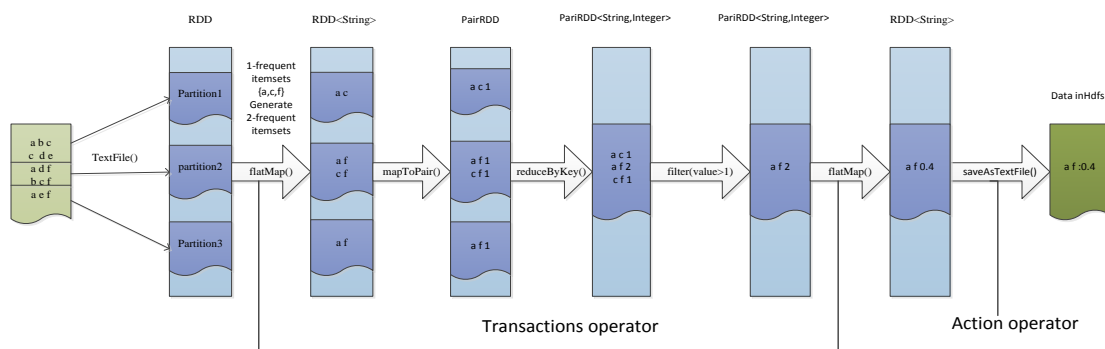 RDD
RDD<String>
PairRDD
PariRDD<String,Integer>
PariRDD<String,Integer>
RDD<String>
a b c
c d e
a d f
b c f
a e f
TextFile()
Partition1
partition2
Partition3
1-frequent
itemsets
{a,c,f}
Generate
2-frequent
itemsets
flatMap()
a c
a f
c f
a f
mapToPair()
a c 1
a f 1
c f 1
a f 1
reduceByKey()
a c 1
a f 2
c f 1
filter(value>1)
a f 2
flatMap()
a f 0.4
saveAsTextFile()
Data inHdfs
a f :0.4
Transactions operator
Action operator